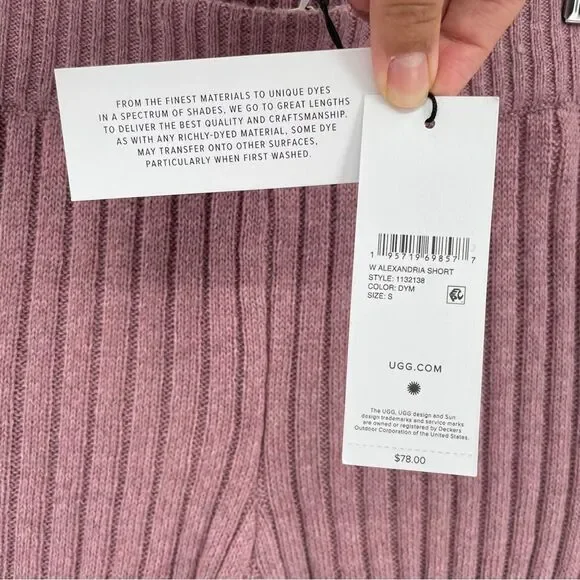 FROM THE FINEST MATERIALS TO UNIQUE DYES
IN A SPECTRUM OF SHADES, WE GO TO GREAT LENGTHS
TO DELIVER THE BEST QUALITY AND CRAFTSMANSHIP.
AS WITH ANY RICHLY-DYED MATERIAL, SOME DYE
MAY TRANSFER ONTO OTHER SURFACES,
PARTICULARLY WHEN FIRST WASHED.
1 95719 69857 7
W ALEXANDRIA SHORT
STYLE: 1132138
COLOR: DYM
SIZE: S
UGG.COM
The UGG, UGG design and Sun
design trademarks and service marks
are owned or registered by Deckers
Outdoor Corporation of the United States.
$78.00